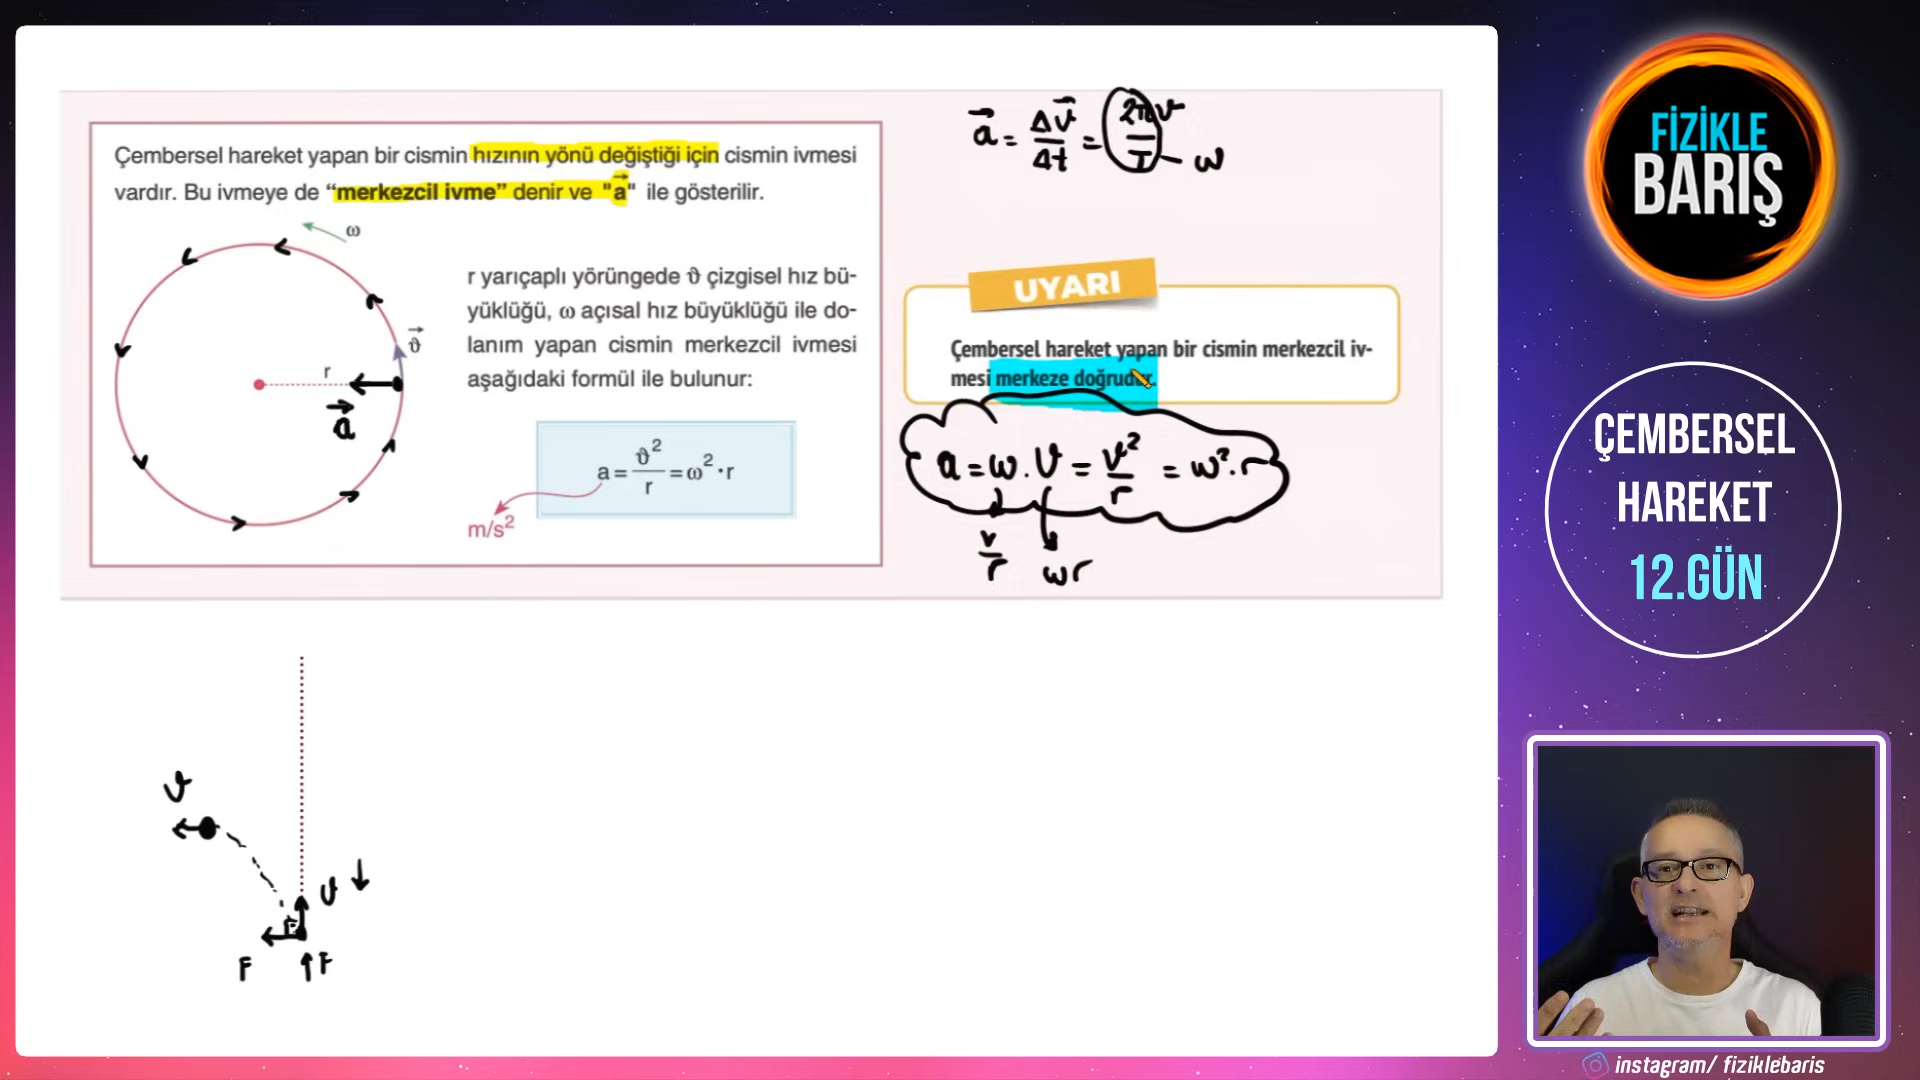 Çembersel hareket yapan bir cismin hızının yönü değiştiği için cismin ivmesi
vardır. Bu ivmeye de “merkezcil ivme” denir ve "a⃗" ile gösterilir.
ω
r yarıçaplı yörüngede ϑ çizgisel hız bü-
yüklüğü, ω açısal hız büyüklüğü ile do-
lanım yapan cismin merkezcil ivmesi
aşağıdaki formül ile bulunur:
ϑ⃗
r
a⃗
a = ϑ²/r = ω² · r
m/s²
a⃗ = Δv⃗/Δt = 2πv/T ω
UYARI
Çembersel hareket yapan bir cismin merkezcil iv-
mesi merkeze doğrudur.
a = ω . v = v²/r = ω² . r
v/r
ωr
v
v ↓
F
↑F
FİZİKLE
BARIŞ
ÇEMBERSEL
HAREKET
12.GÜN
instagram/ fiziklebaris